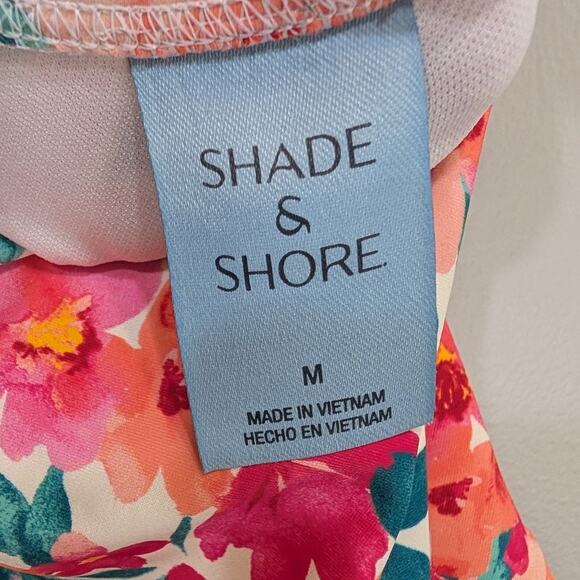 SHADE
&
SHORE.
M
MADE IN VIETNAM
HECHO EN VIETNAM